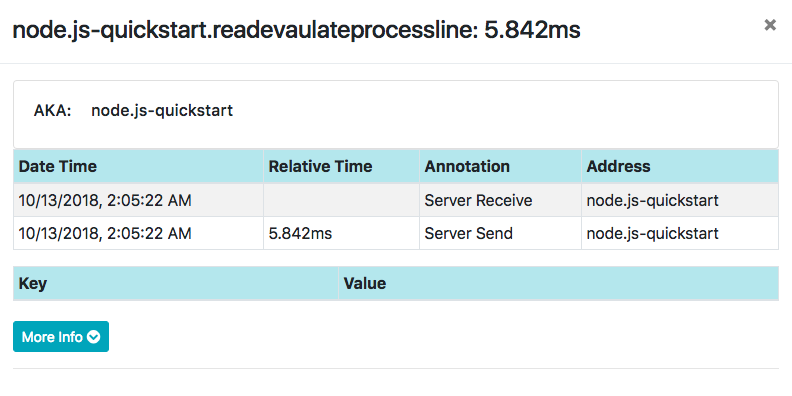 node.js-quickstart.readevaulateprocessline: 5.842ms
×
AKA: node.js-quickstart
Date Time Relative Time Annotation Address
10/13/2018, 2:05:22 AM Server Receive node.js-quickstart
10/13/2018, 2:05:22 AM 5.842ms Server Send node.js-quickstart
Key Value
More Info